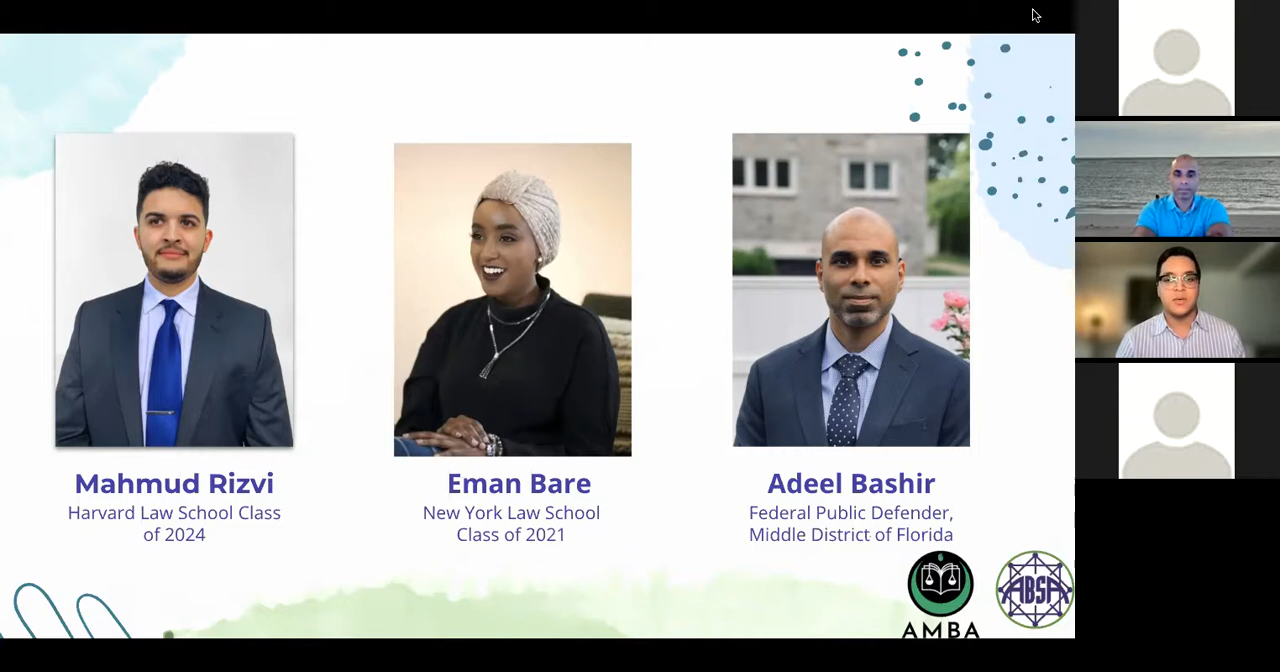 Mahmud Rizvi
Harvard Law School Class
of 2024
Eman Bare
New York Law School
Class of 2021
Adeel Bashir
Federal Public Defender,
Middle District of Florida
AMBA
ABSA